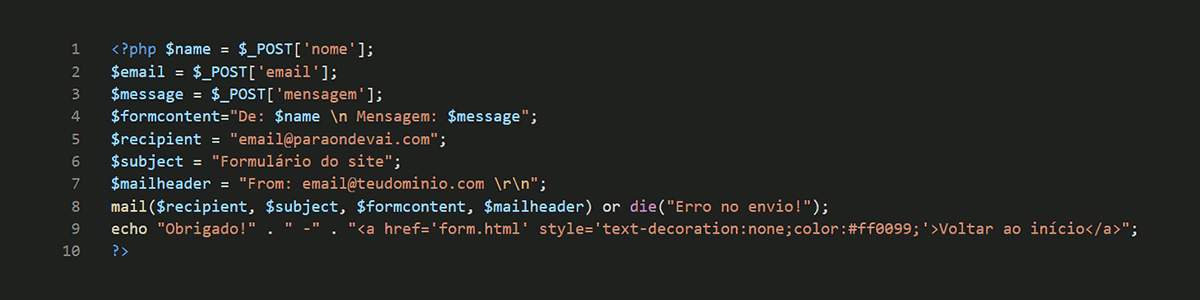 1 <?php $name = $_POST['nome'];
2 $email = $_POST['email'];
3 $message = $_POST['mensagem'];
4 $formcontent="De: $name \n Mensagem: $message";
5 $recipient = "email@paraondevai.com";
6 $subject = "Formulário do site";
7 $mailheader = "From: email@teudominio.com \r\n";
8 mail($recipient, $subject, $formcontent, $mailheader) or die("Erro no envio!");
9 echo "Obrigado!" . " -" . "<a href='form.html' style='text-decoration:none;color:#ff0099;'>Voltar ao início</a>";
10 ?>